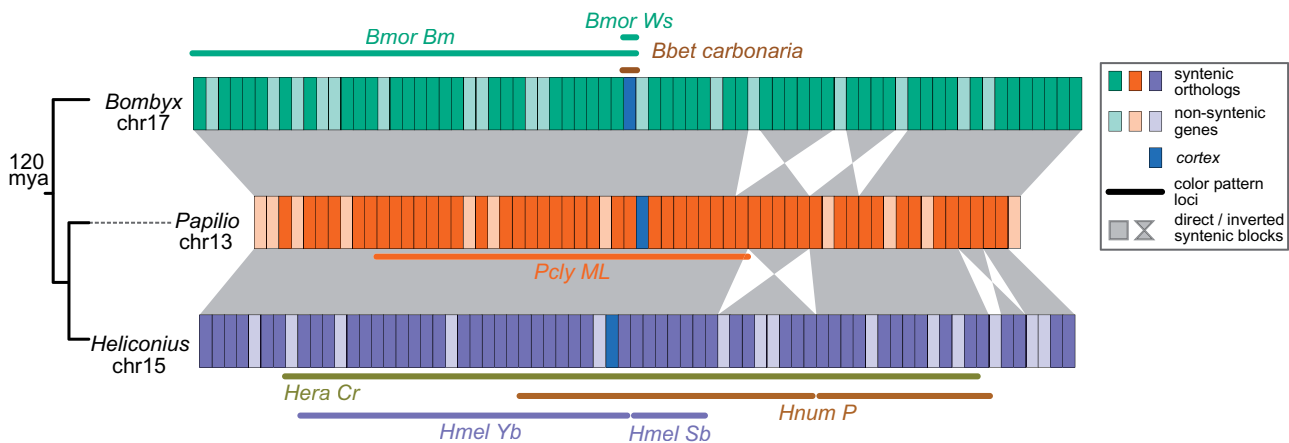 Bmor Ws
Bmor Bm
Bbet carbonaria
Bombyx
chr17
120
mya
Papilio
chr13
Pcly ML
Heliconius
chr15
Hera Cr
Hnum P
Hmel Yb
Hmel Sb
syntenic
orthologs
non-syntenic
genes
cortex
color pattern
loci
direct / inverted
syntenic blocks